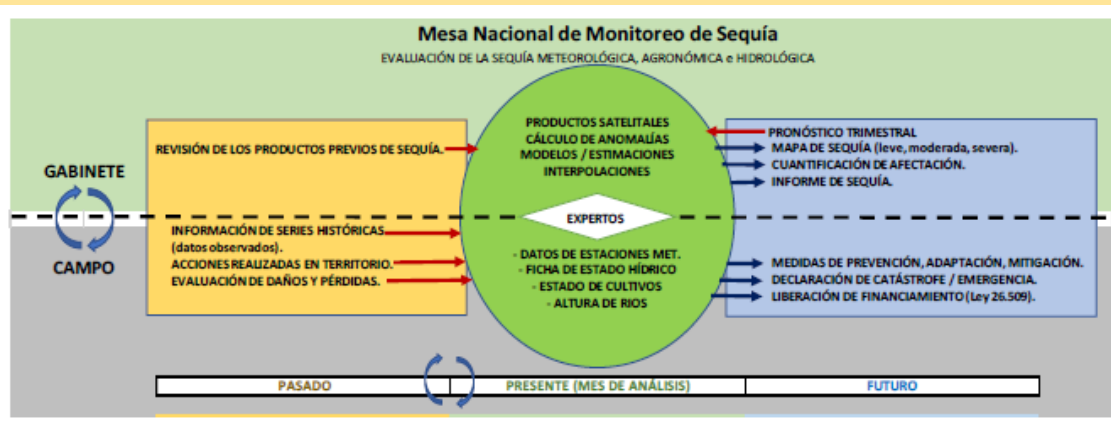 Mesa Nacional de Monitoreo de Sequía
EVALUACIÓN DE LA SEQUÍA METEOROLÓGICA, AGRONÓMICA e HIDROLÓGICA
GABINETE
CAMPO
REVISIÓN DE LOS PRODUCTOS PREVIOS DE SEQUÍA.
INFORMACIÓN DE SERIES HISTÓRICAS
(datos observados).
ACCIONES REALIZADAS EN TERRITORIO.
EVALUACIÓN DE DAÑOS Y PÉRDIDAS.
PRODUCTOS SATELITALES
CÁLCULO DE ANOMALÍAS
MODELOS / ESTIMACIONES
INTERPOLACIONES
EXPERTOS
- DATOS DE ESTACIONES MET.
- FICHA DE ESTADO HÍDRICO
- ESTADO DE CULTIVOS
- ALTURA DE RIOS
PRONÓSTICO TRIMESTRAL
MAPA DE SEQUÍA (leve, moderada, severa).
CUANTIFICACIÓN DE AFECTACIÓN.
INFORME DE SEQUÍA.
MEDIDAS DE PREVENCIÓN, ADAPTACIÓN, MITIGACIÓN.
DECLARACIÓN DE CATÁSTROFE / EMERGENCIA.
LIBERACIÓN DE FINANCIAMIENTO (Ley 26.509).
PASADO
PRESENTE (MES DE ANÁLISIS)
FUTURO